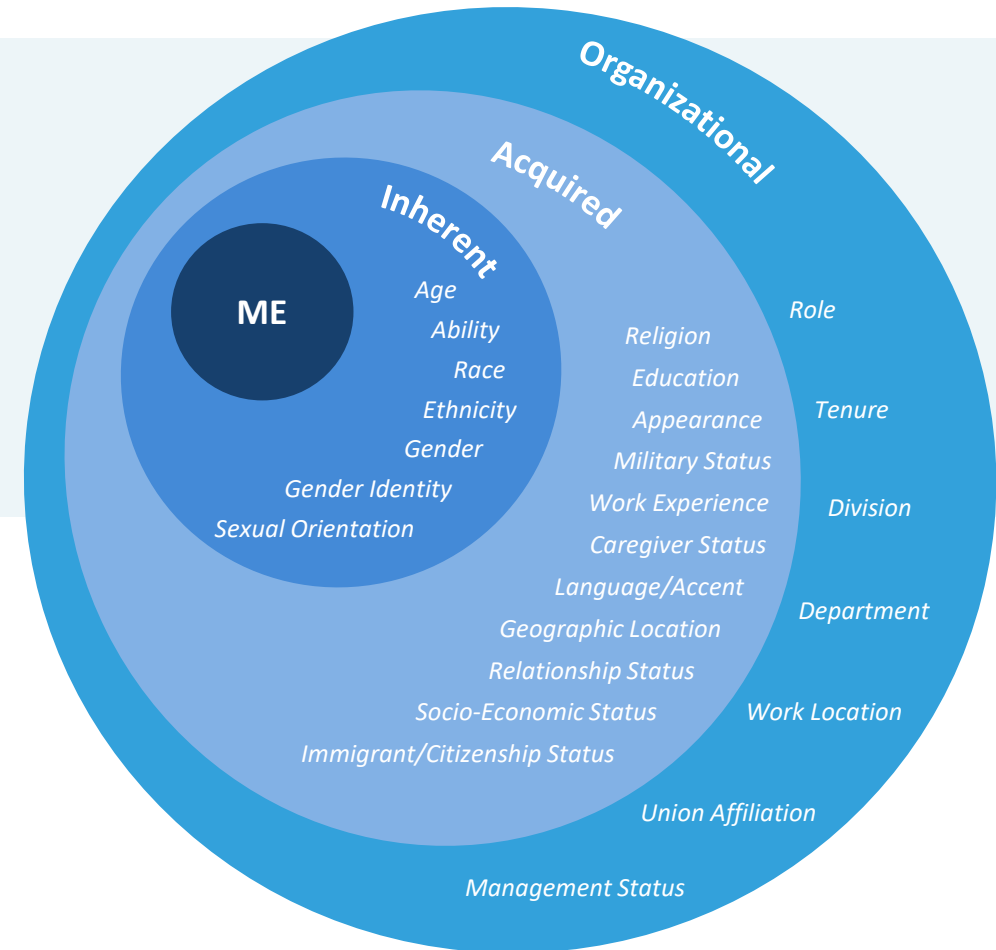 Organizational
Acquired
Inherent
ME
Age
Ability
Race
Ethnicity
Gender
Gender Identity
Sexual Orientation
Religion
Education
Appearance
Military Status
Work Experience
Caregiver Status
Language/Accent
Geographic Location
Relationship Status
Socio-Economic Status
Immigrant/Citizenship Status
Role
Tenure
Division
Department
Work Location
Union Affiliation
Management Status